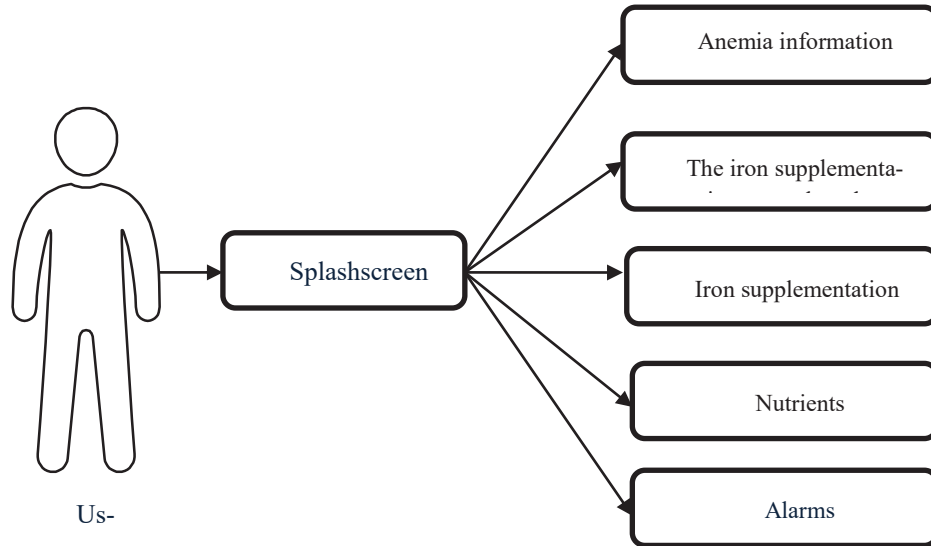 Anemia information
The iron supplementa-
Splashscreen
Iron supplementation
Nutrients
Us-
Alarms